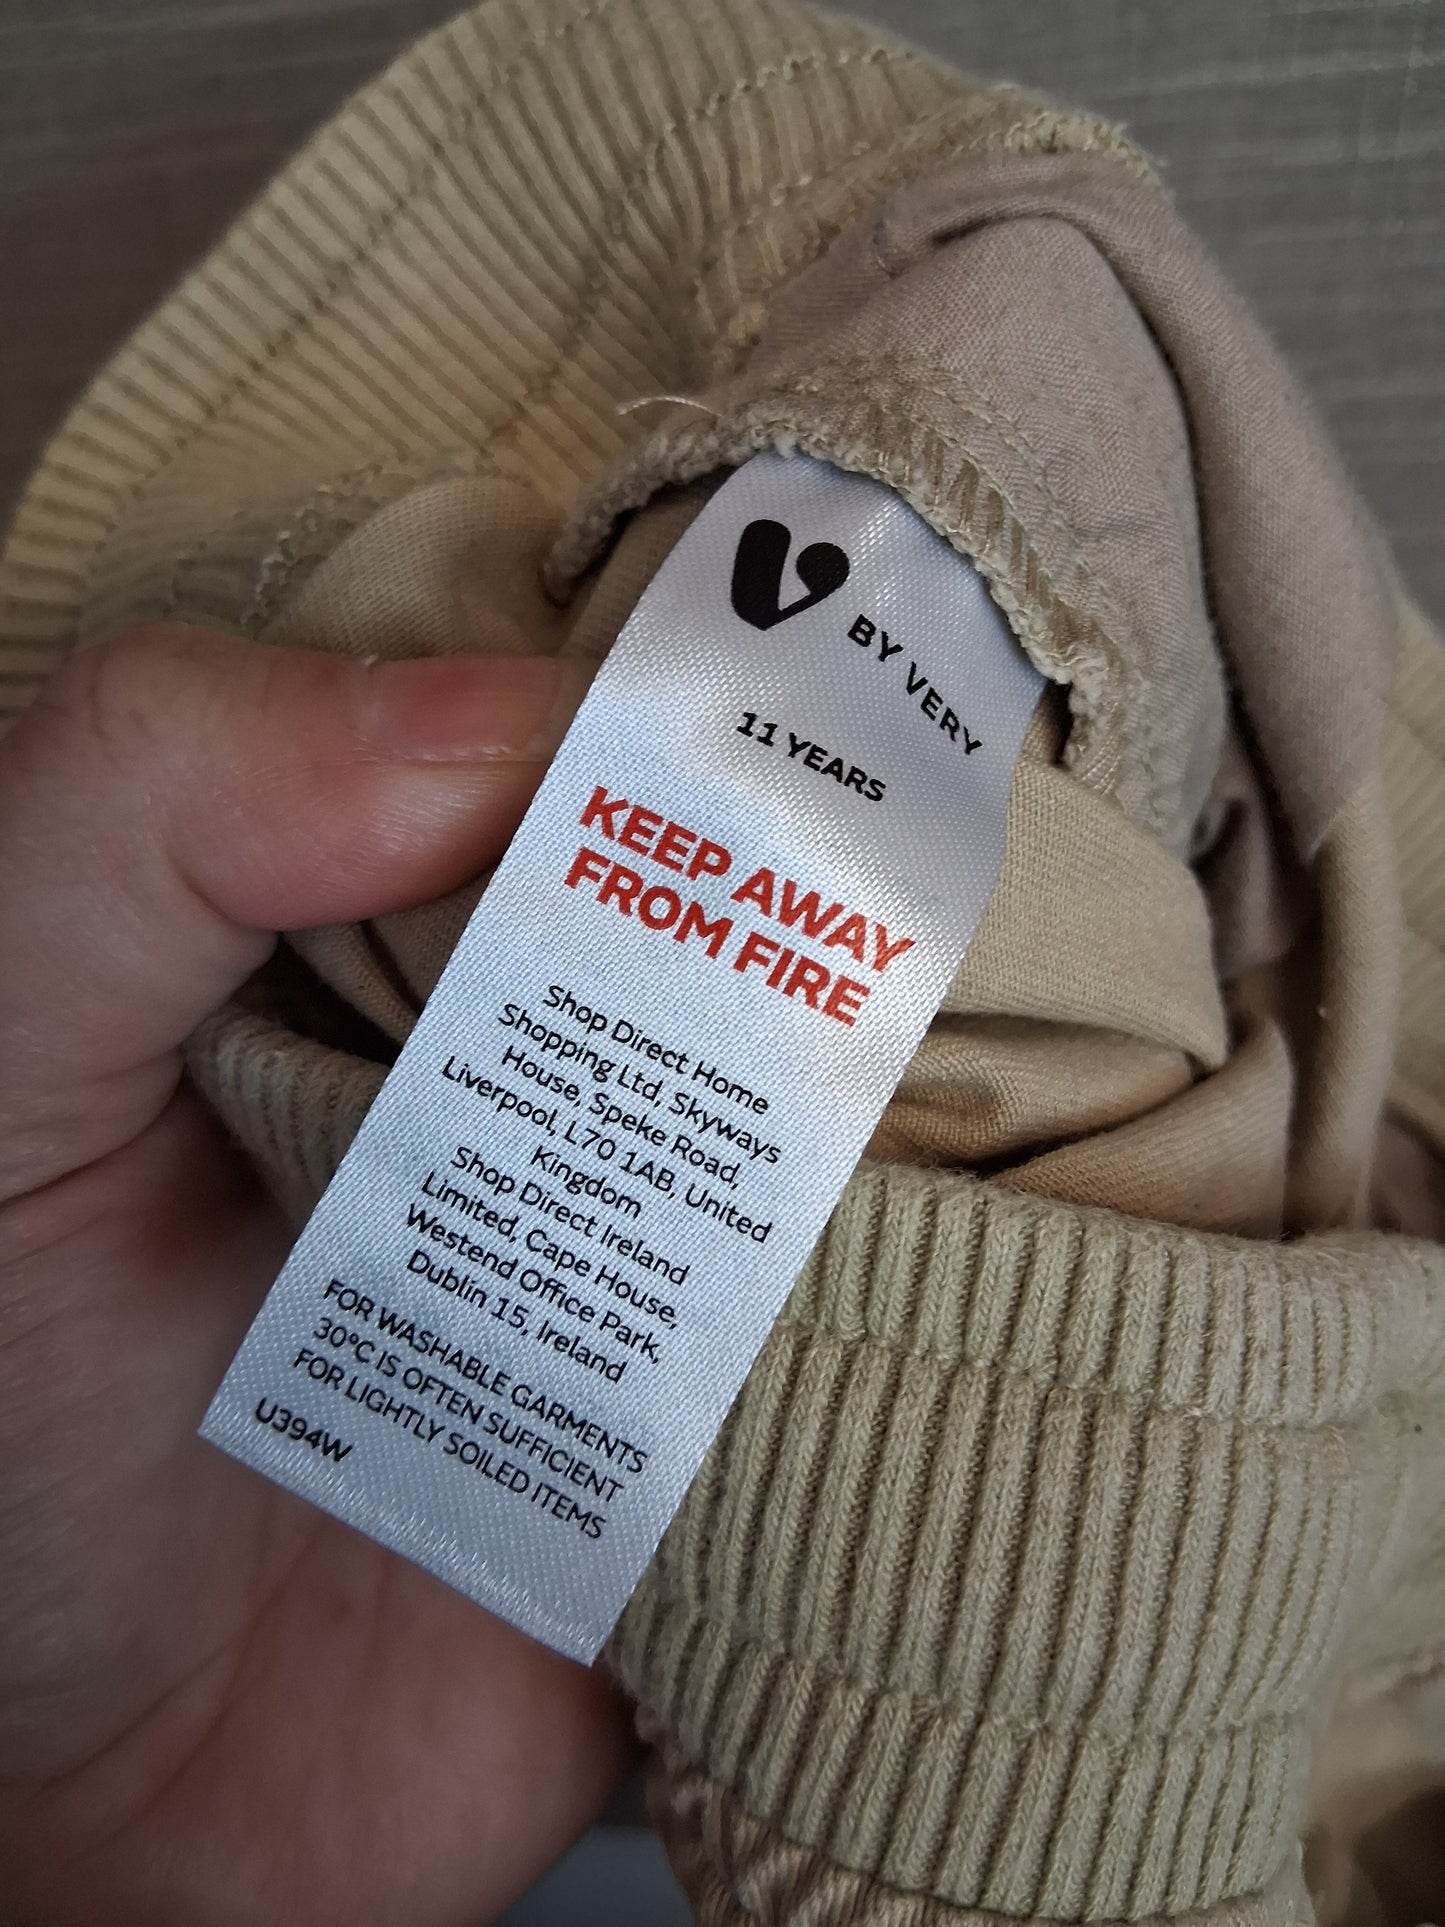 V BY VERY
11 YEARS
KEEP AWAY
FROM FIRE
Shop Direct Home
Shopping Ltd, Skyways
House, Speke Road,
Liverpool, L70 1AB, United
Kingdom
Shop Direct Ireland
Limited, Cape House,
Westend Office Park,
Dublin 15, Ireland
FOR WASHABLE GARMENTS
30°C IS OFTEN SUFFICIENT
FOR LIGHTLY SOILED ITEMS
U394W